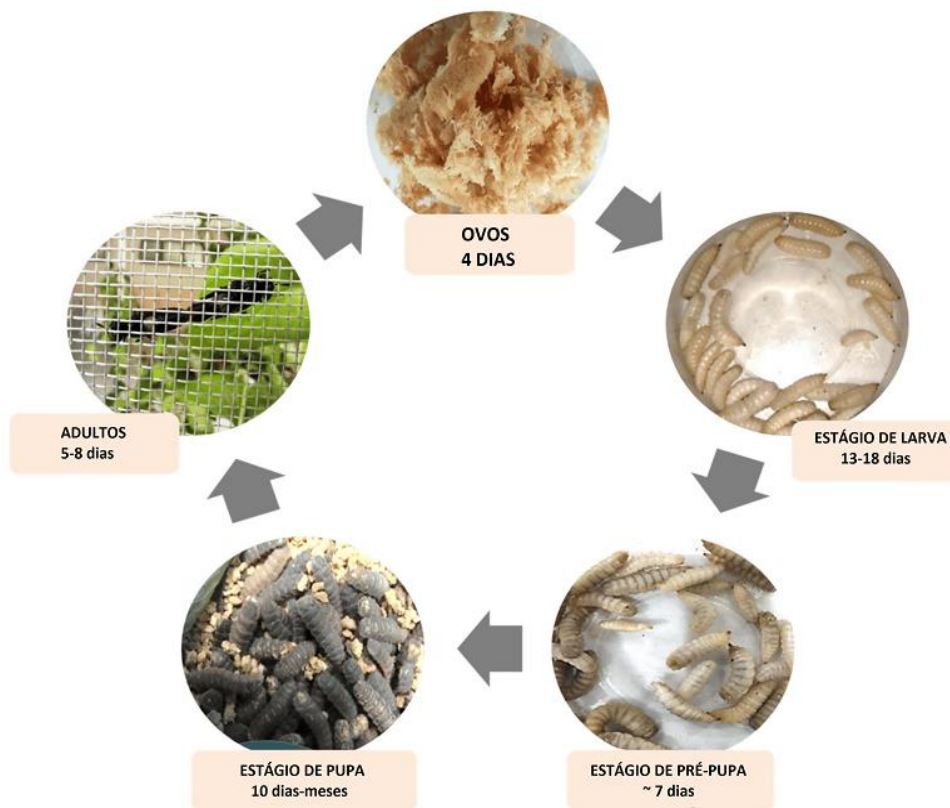 OVOS
4 DIAS
ESTÁGIO DE LARVA
13-18 dias
ESTÁGIO DE PRÉ-PUPA
~ 7 dias
ESTÁGIO DE PUPA
10 dias-meses
ADULTOS
5-8 dias